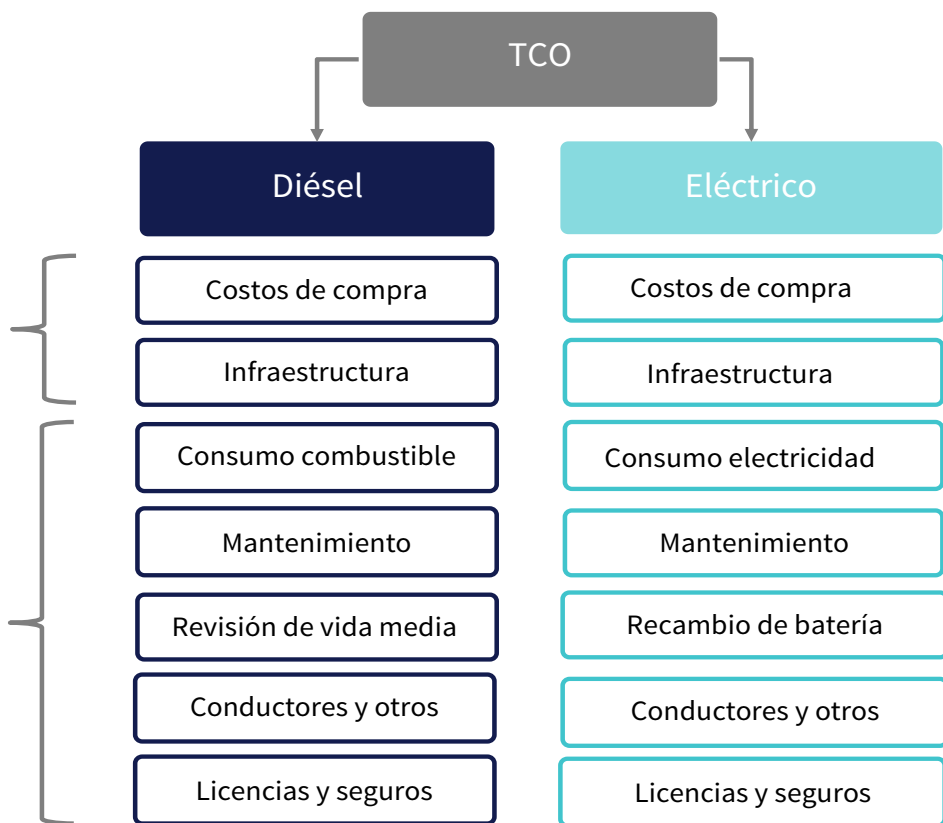 TCO
Diésel
Eléctrico
Costos de compra
Costos de compra
Infraestructura
Infraestructura
Consumo combustible
Consumo electricidad
Mantenimiento
Mantenimiento
Revisión de vida media
Recambio de batería
Conductores y otros
Conductores y otros
Licencias y seguros
Licencias y seguros